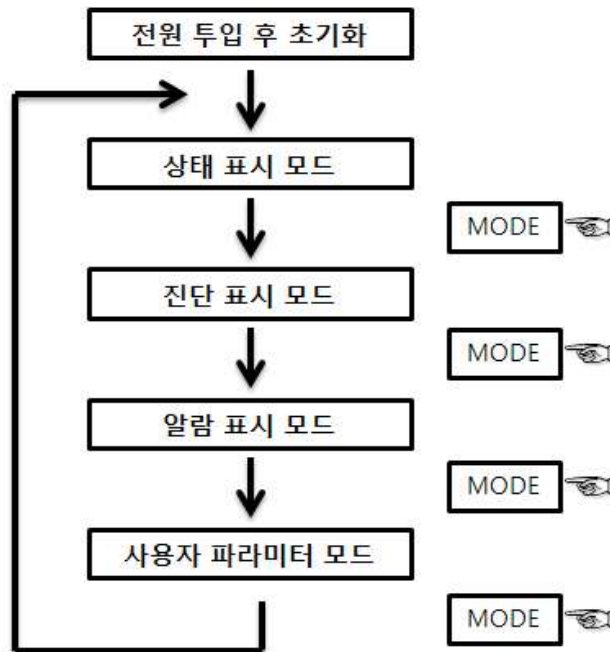 전원 투입 후 초기화
상태 표시 모드
MODE
진단 표시 모드
MODE
알람 표시 모드
MODE
사용자 파라미터 모드
MODE